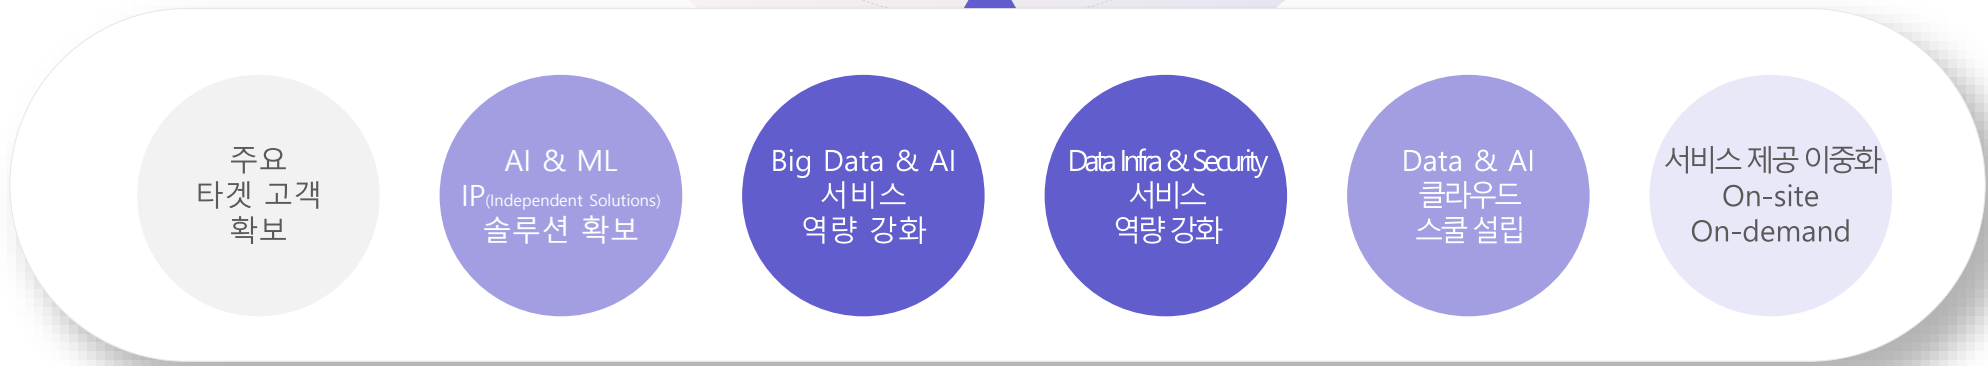 주요
타겟 고객
확보
AI & ML
IP(Independent Solutions)
솔루션 확보
Big Data & AI
서비스
역량 강화
Data Infra & Security
서비스
역량 강화
Data & AI
클라우드
스쿨 설립
서비스 제공 이중화
On-site
On-demand